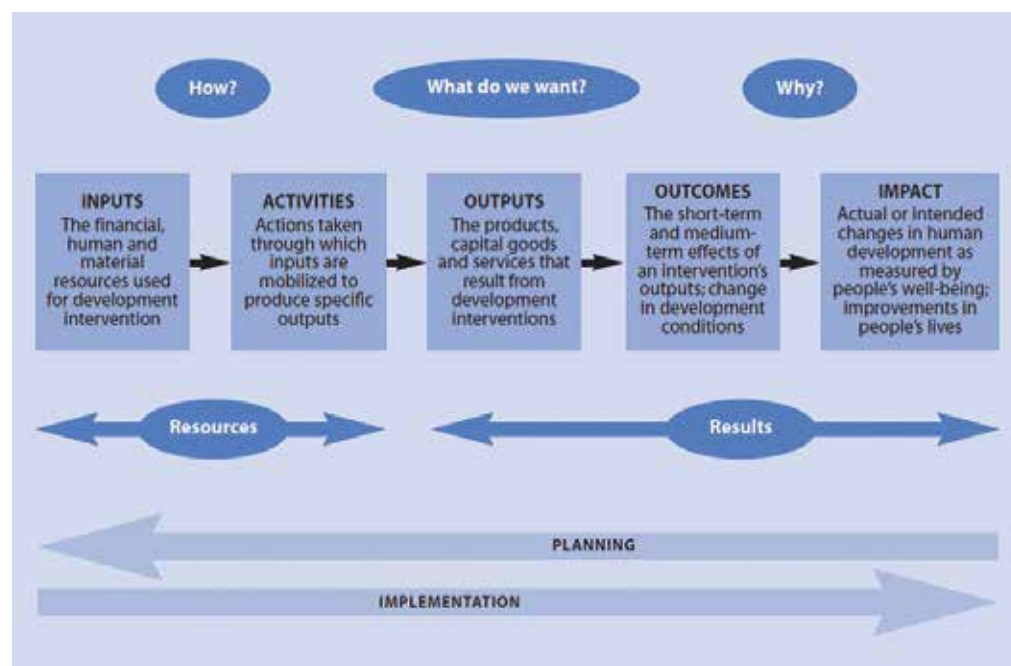 How?
What do we want?
Why?
INPUTS
The financial,
human and
material
resources used
for development
intervention
ACTIVITIES
Actions taken
through which
inputs are
mobilized to
produce specific
outputs
OUTPUTS
The products,
capital goods
and services that
result from
development
interventions
OUTCOMES
The short-term
and medium-
term effects of
an intervention's
outputs; change
in development
conditions
IMPACT
Actual or intended
changes in human
development as
measured by
people's well-being;
improvements in
people's lives
Resources
Results
PLANNING
IMPLEMENTATION